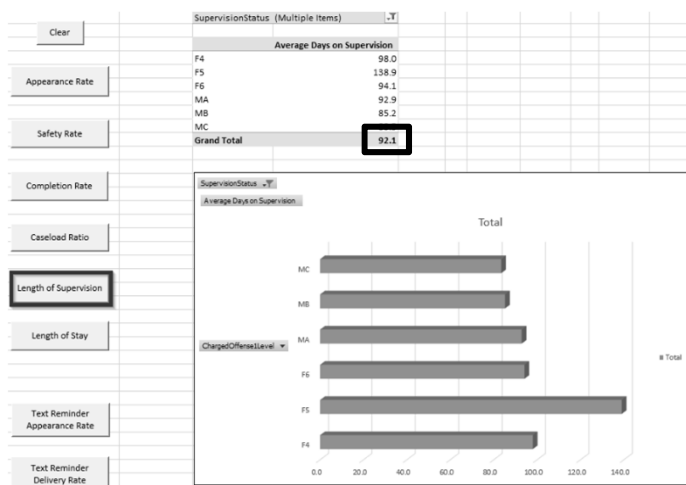 Clear
Appearance Rate
Safety Rate
Completion Rate
Caseload Ratio
Length of Supervision
Length of Stay
Text Reminder
Appearance Rate
Text Reminder
Delivery Rate
SupervisionStatus (Multiple Items)
Average Days on Supervision
F4 98.0
F5 138.9
F6 94.1
MA 92.9
MB 85.2
MC
Grand Total 92.1
SupervisionStatus
Average Days on Supervision
Total
ChargedOffense1Level
MC
MB
MA
F6
F5
F4
0.0 20.0 40.0 60.0 80.0 100.0 120.0 140.0
Total